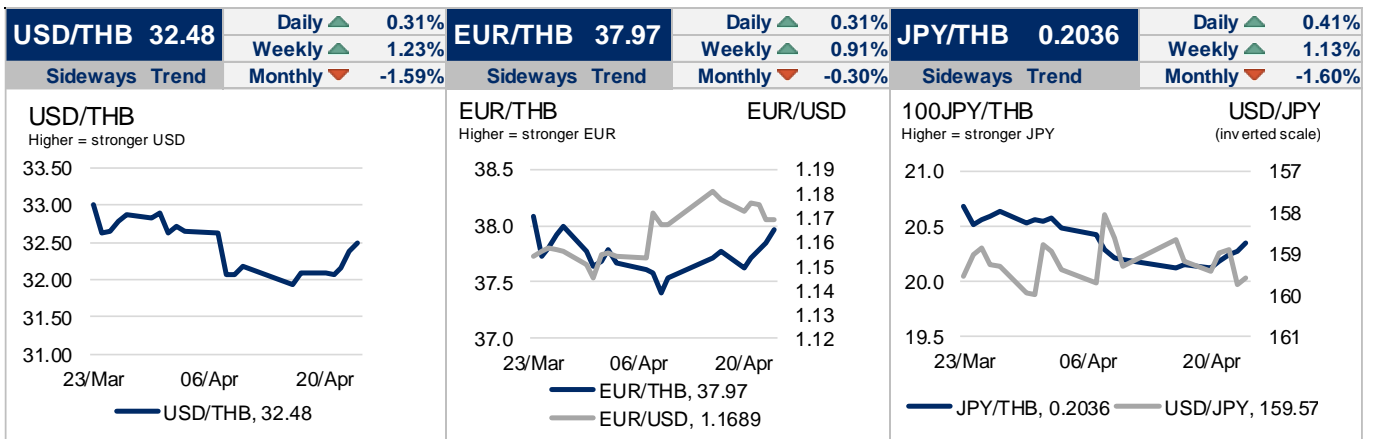 USD/THB 32.48
Daily 0.31%
Weekly 1.23%
Sideways Trend
Monthly -1.59%
USD/THB
Higher = stronger USD
33.50
33.00
32.50
32.00
31.50
31.00
23/Mar 06/Apr 20/Apr
USD/THB, 32.48
EUR/THB 37.97
Daily 0.31%
Weekly 0.91%
Sideways Trend
Monthly -0.30%
EUR/THB EUR/USD
Higher = stronger EUR
38.5
38.0
37.5
37.0
1.19
1.18
1.17
1.16
1.15
1.14
1.13
1.12
23/Mar 06/Apr 20/Apr
EUR/THB, 37.97
EUR/USD, 1.1689
JPY/THB 0.2036
Daily 0.41%
Weekly 1.13%
Sideways Trend
Monthly -1.60%
100JPY/THB USD/JPY
Higher = stronger JPY (inverted scale)
21.0
20.5
20.0
19.5
157
158
159
160
161
23/Mar 06/Apr 20/Apr
JPY/THB, 0.2036 USD/JPY, 159.57